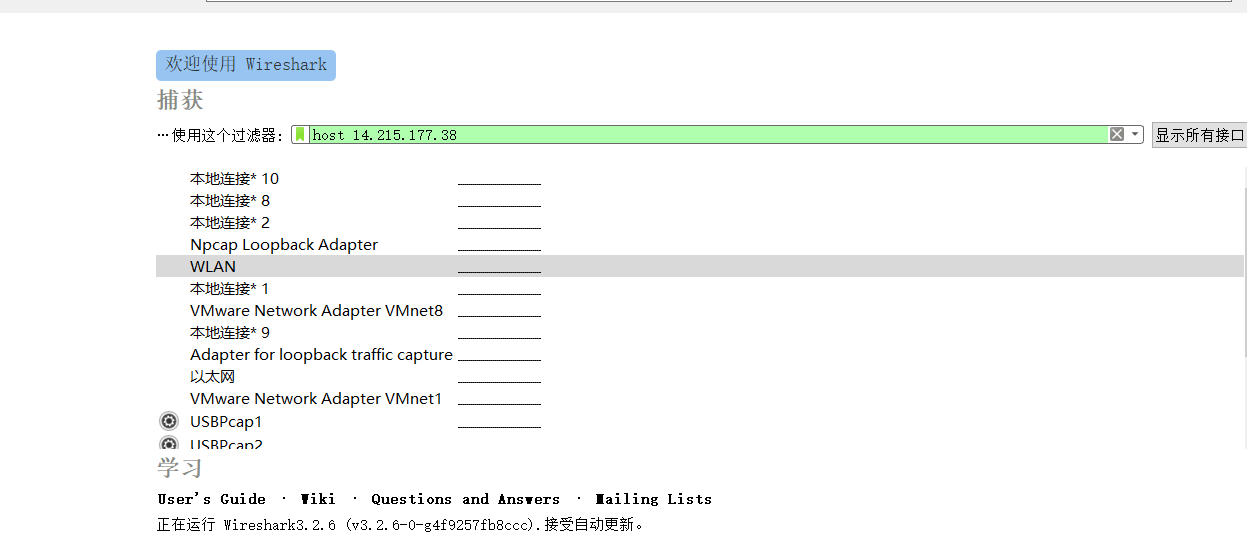 欢迎使用 Wireshark
捕获
…使用这个过滤器: host 14.215.177.38 显示所有接口
本地连接* 10
本地连接* 8
本地连接* 2
Npcap Loopback Adapter
WLAN
本地连接* 1
VMware Network Adapter VMnet8
本地连接* 9
Adapter for loopback traffic capture
以太网
VMware Network Adapter VMnet1
USBPcap1
USBPcap2
学习
User's Guide · Wiki · Questions and Answers · Mailing Lists
正在运行 Wireshark3.2.6 (v3.2.6-0-g4f9257fb8ccc).接受自动更新。